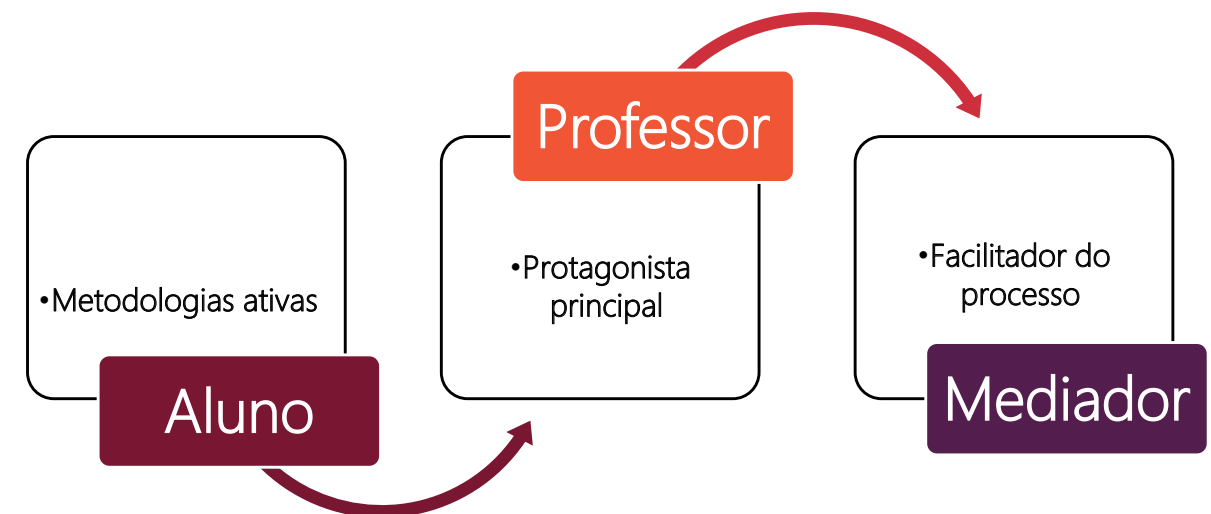 •Metodologias ativas
Aluno
Professor
•Protagonista
principal
•Facilitador do
processo
Mediador